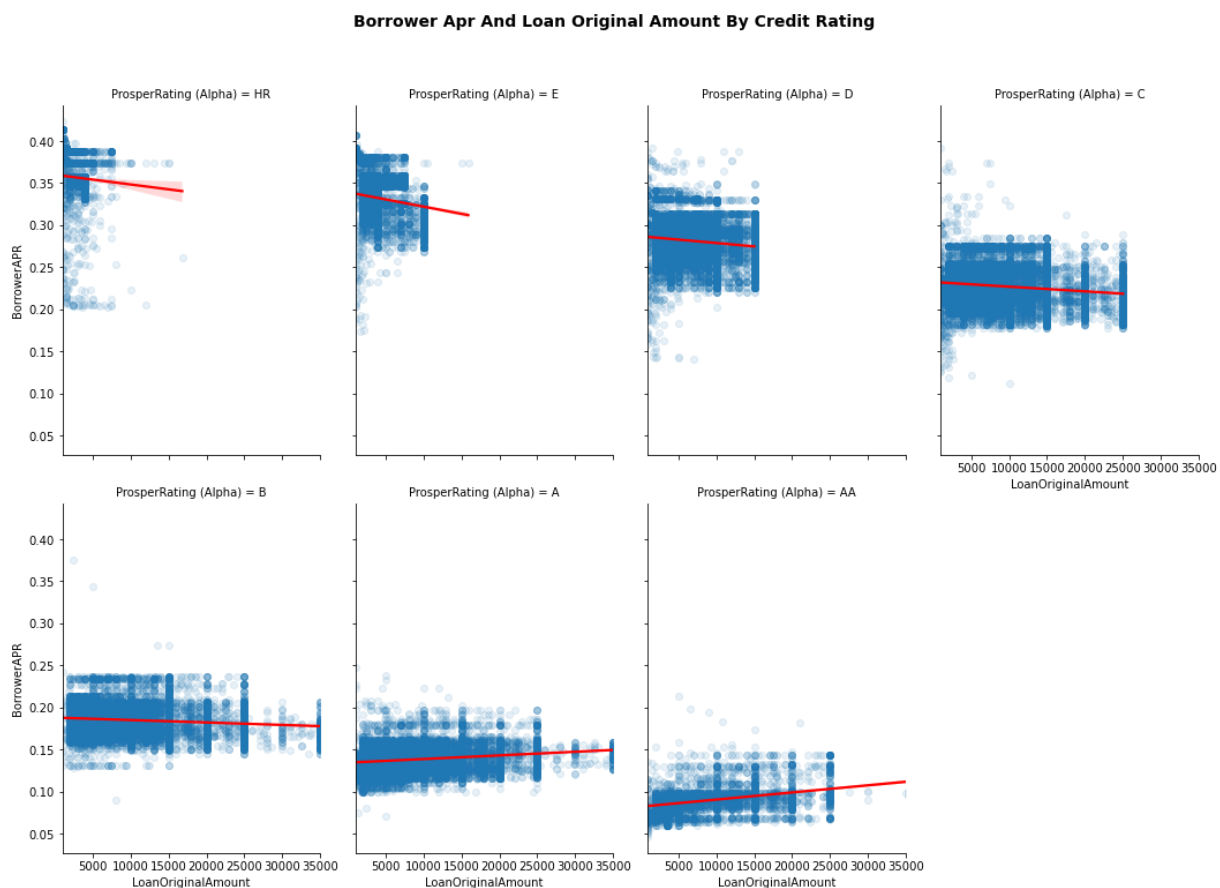 Borrower Apr And Loan Original Amount By Credit Rating
ProsperRating (Alpha) = HR
ProsperRating (Alpha) = E
ProsperRating (Alpha) = D
ProsperRating (Alpha) = C
0.40
0.35
0.30
0.25
0.20
0.15
0.10
0.05
BorrowerAPR
5000 10000 15000 20000 25000 30000 35000
LoanOriginalAmount
ProsperRating (Alpha) = B
ProsperRating (Alpha) = A
ProsperRating (Alpha) = AA
0.40
0.35
0.30
0.25
0.20
0.15
0.10
0.05
BorrowerAPR
5000 10000 15000 20000 25000 30000 35000
5000 10000 15000 20000 25000 30000 35000
5000 10000 15000 20000 25000 30000 35000
LoanOriginalAmount
LoanOriginalAmount
LoanOriginalAmount